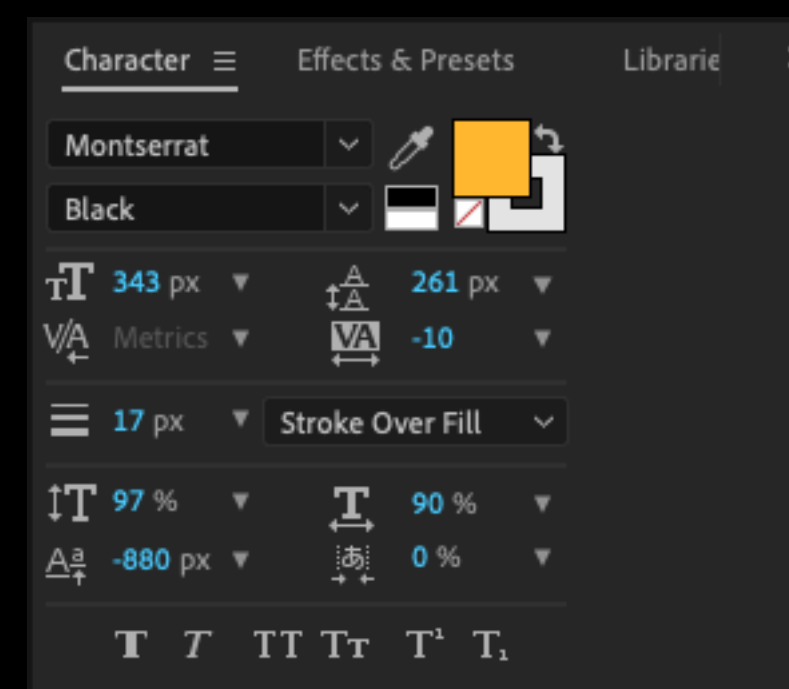 Character Effects & Presets Librarie
Montserrat
Black
343 px 261 px
Metrics -10
17 px Stroke Over Fill
97 % 90 %
-880 px 0 %
T T TT Tт T¹ T₁